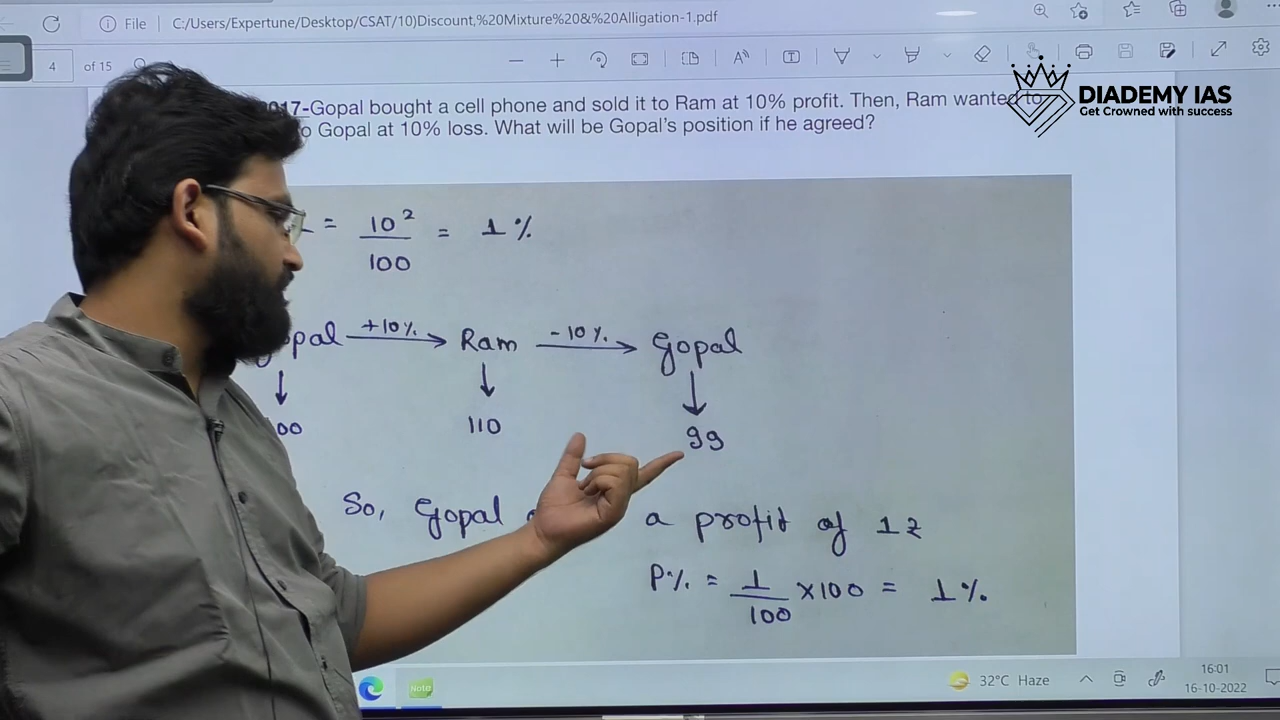 File C:/Users/Expertune/Desktop/CSAT/10)Discount,%20Mixture%20&%20Alligation-1.pdf
4 of 15
DIADEMY IAS
Get Crowned with success
017-Gopal bought a cell phone and sold it to Ram at 10% profit. Then, Ram wanted to
o Gopal at 10% loss. What will be Gopal's position if he agreed?
= 10² / 100 = 1 %
opal +10% Ram -10% Gopal
00 110 99
So, Gopal a profit of 1₹
P% = 1 / 100 × 100 = 1 %
Note
32°C Haze
16:01
16-10-2022